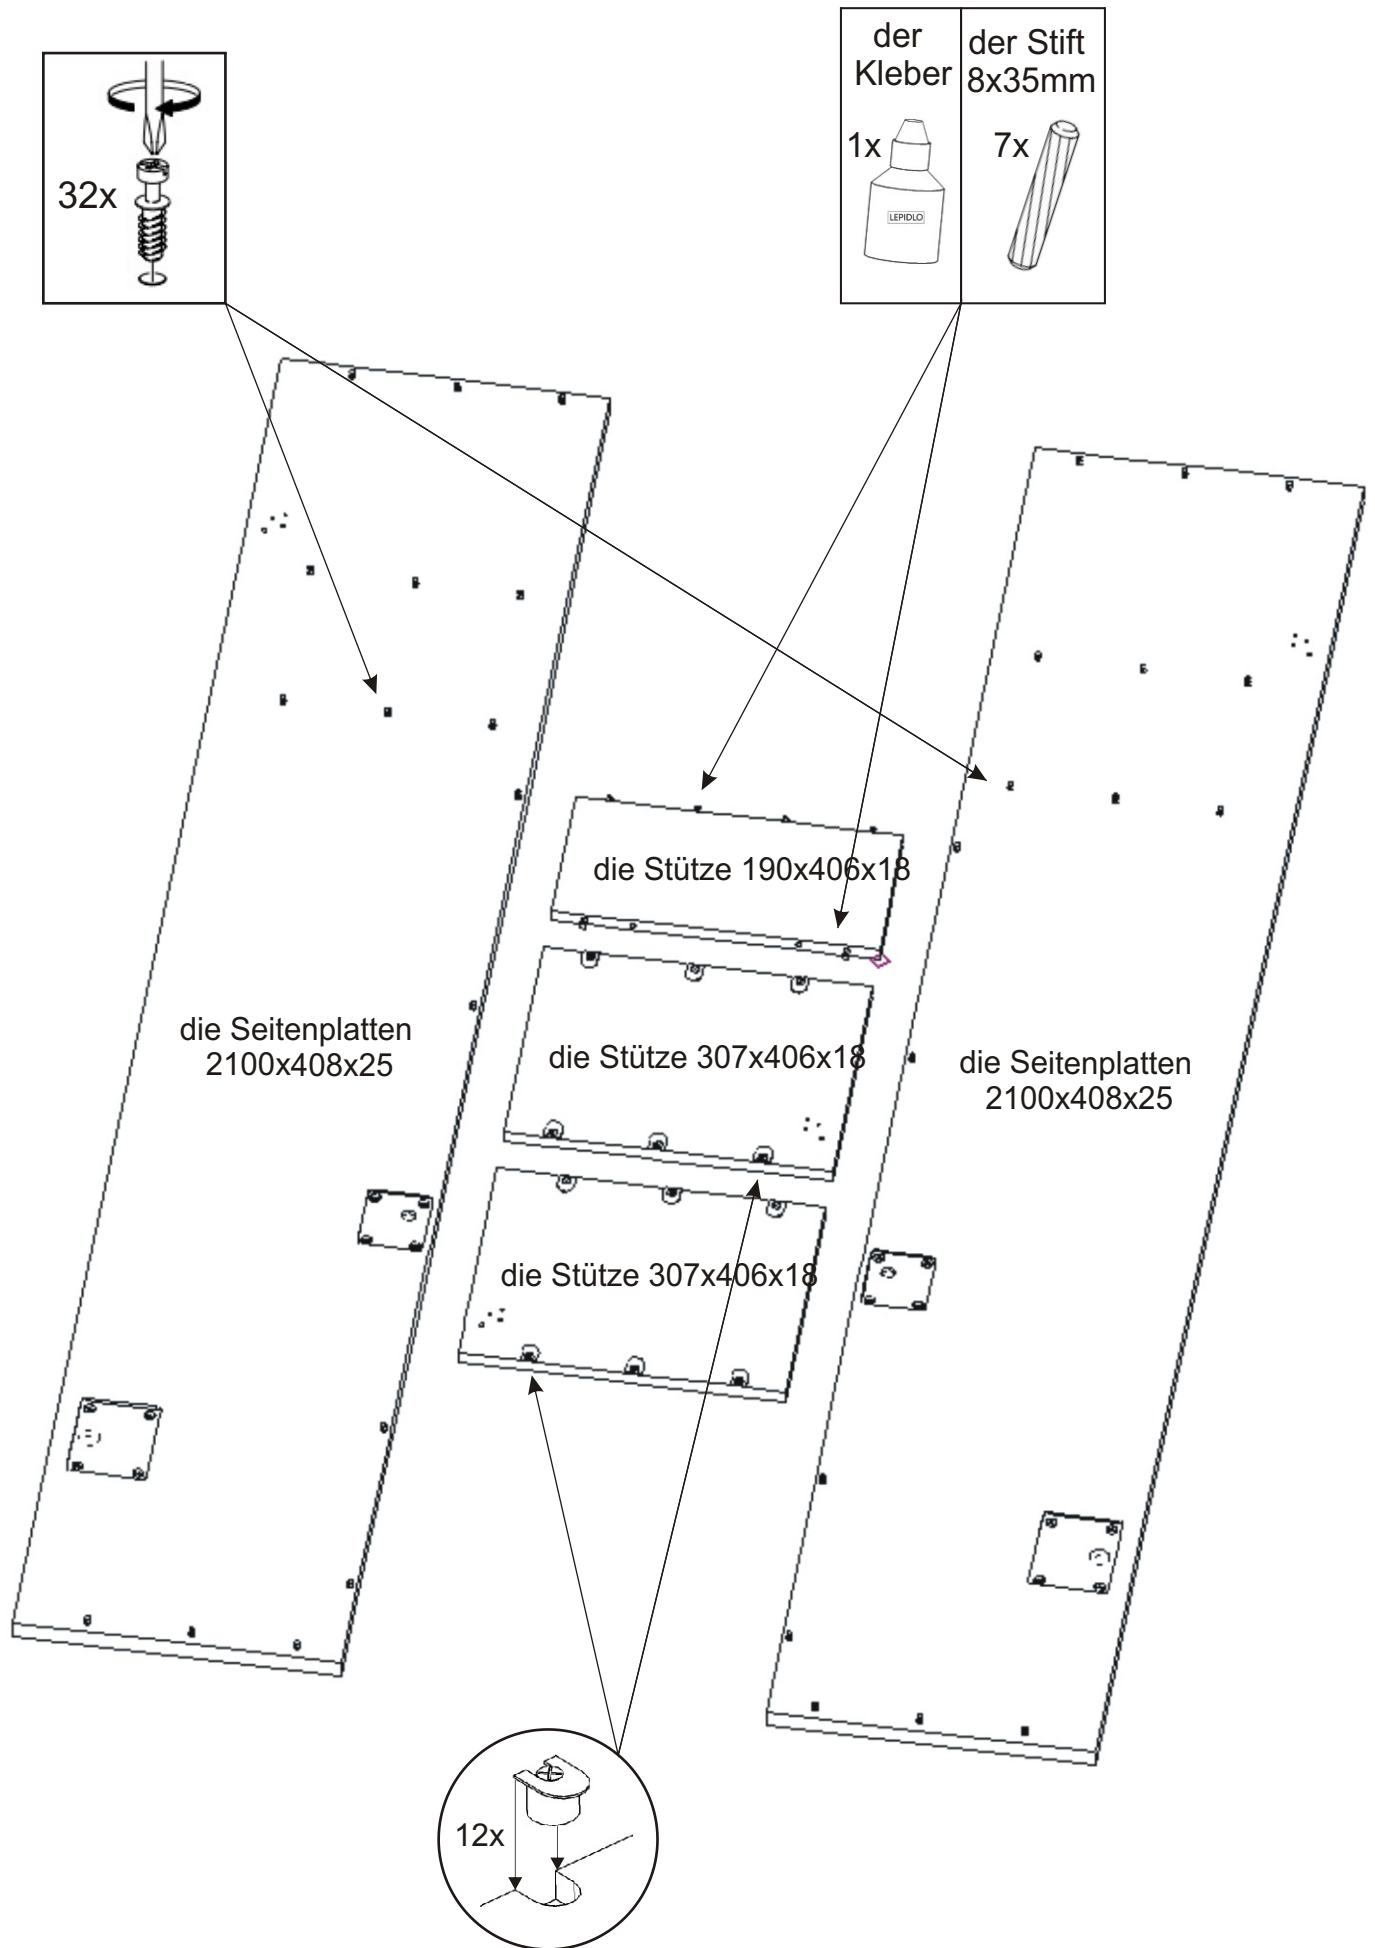 32x
der
Kleber
1x
LEPIDLO
der Stift
8x35mm
7x
die Stütze 190x406x18
die Seitenplatten
2100x408x25
die Stütze 307x406x18
die Seitenplatten
2100x408x25
die Stütze 307x406x18
12x